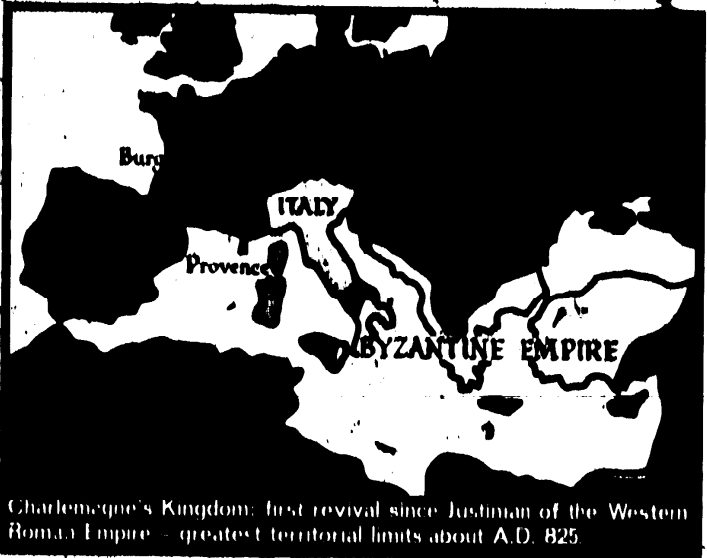 Burg
ITALY
Provence
BYZANTINE EMPIRE
Charlemegne's Kingdom: first revival since Justinian of the Western
Roman Empire - greatest territorial limits about A.D. 825.